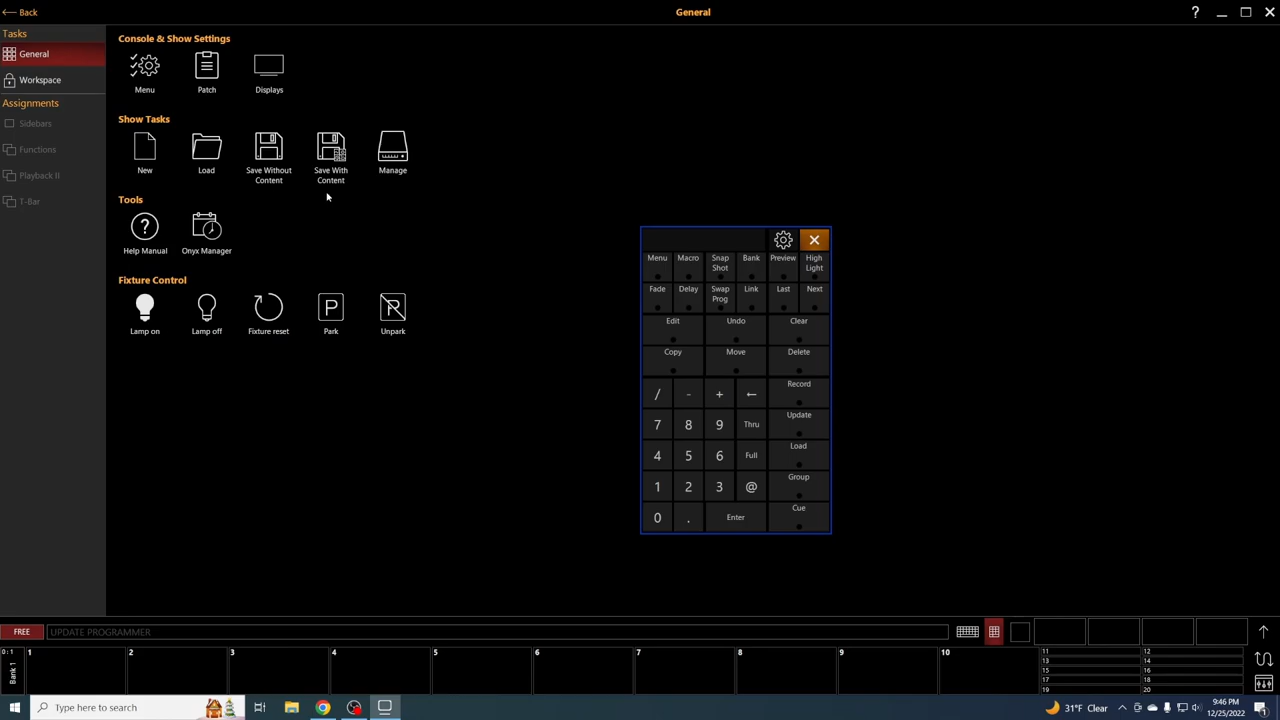 Back
General
?
Tasks
General
Workspace
Assignments
Sidebars
Functions
Playback II
T-Bar
Console & Show Settings
Menu
Patch
Displays
Show Tasks
New
Load
Save Without
Content
Save With
Content
Manage
Tools
?
Help Manual
Onyx Manager
Fixture Control
P
R
Lamp on
Lamp off
Fixture reset
Park
Unpark
Menu
Macro
Snap
Shot
Bank
Preview
High
Light
Fade
Delay
Swap
Prog
Link
Last
Next
Edit
Undo
Clear
Copy
Move
Delete
/
-
+
←
Record
7
8
9
Thru
Update
4
5
6
Full
Load
1
2
3
@
Group
0
.
Enter
Cue
FREE
UPDATE PROGRAMMER
0 : 1
Bank 1
1
2
3
4
5
6
7
8
9
10
11
12
13
14
15
16
17
18
19
20
Type here to search
31°F Clear
9:46 PM
12/25/2022
1